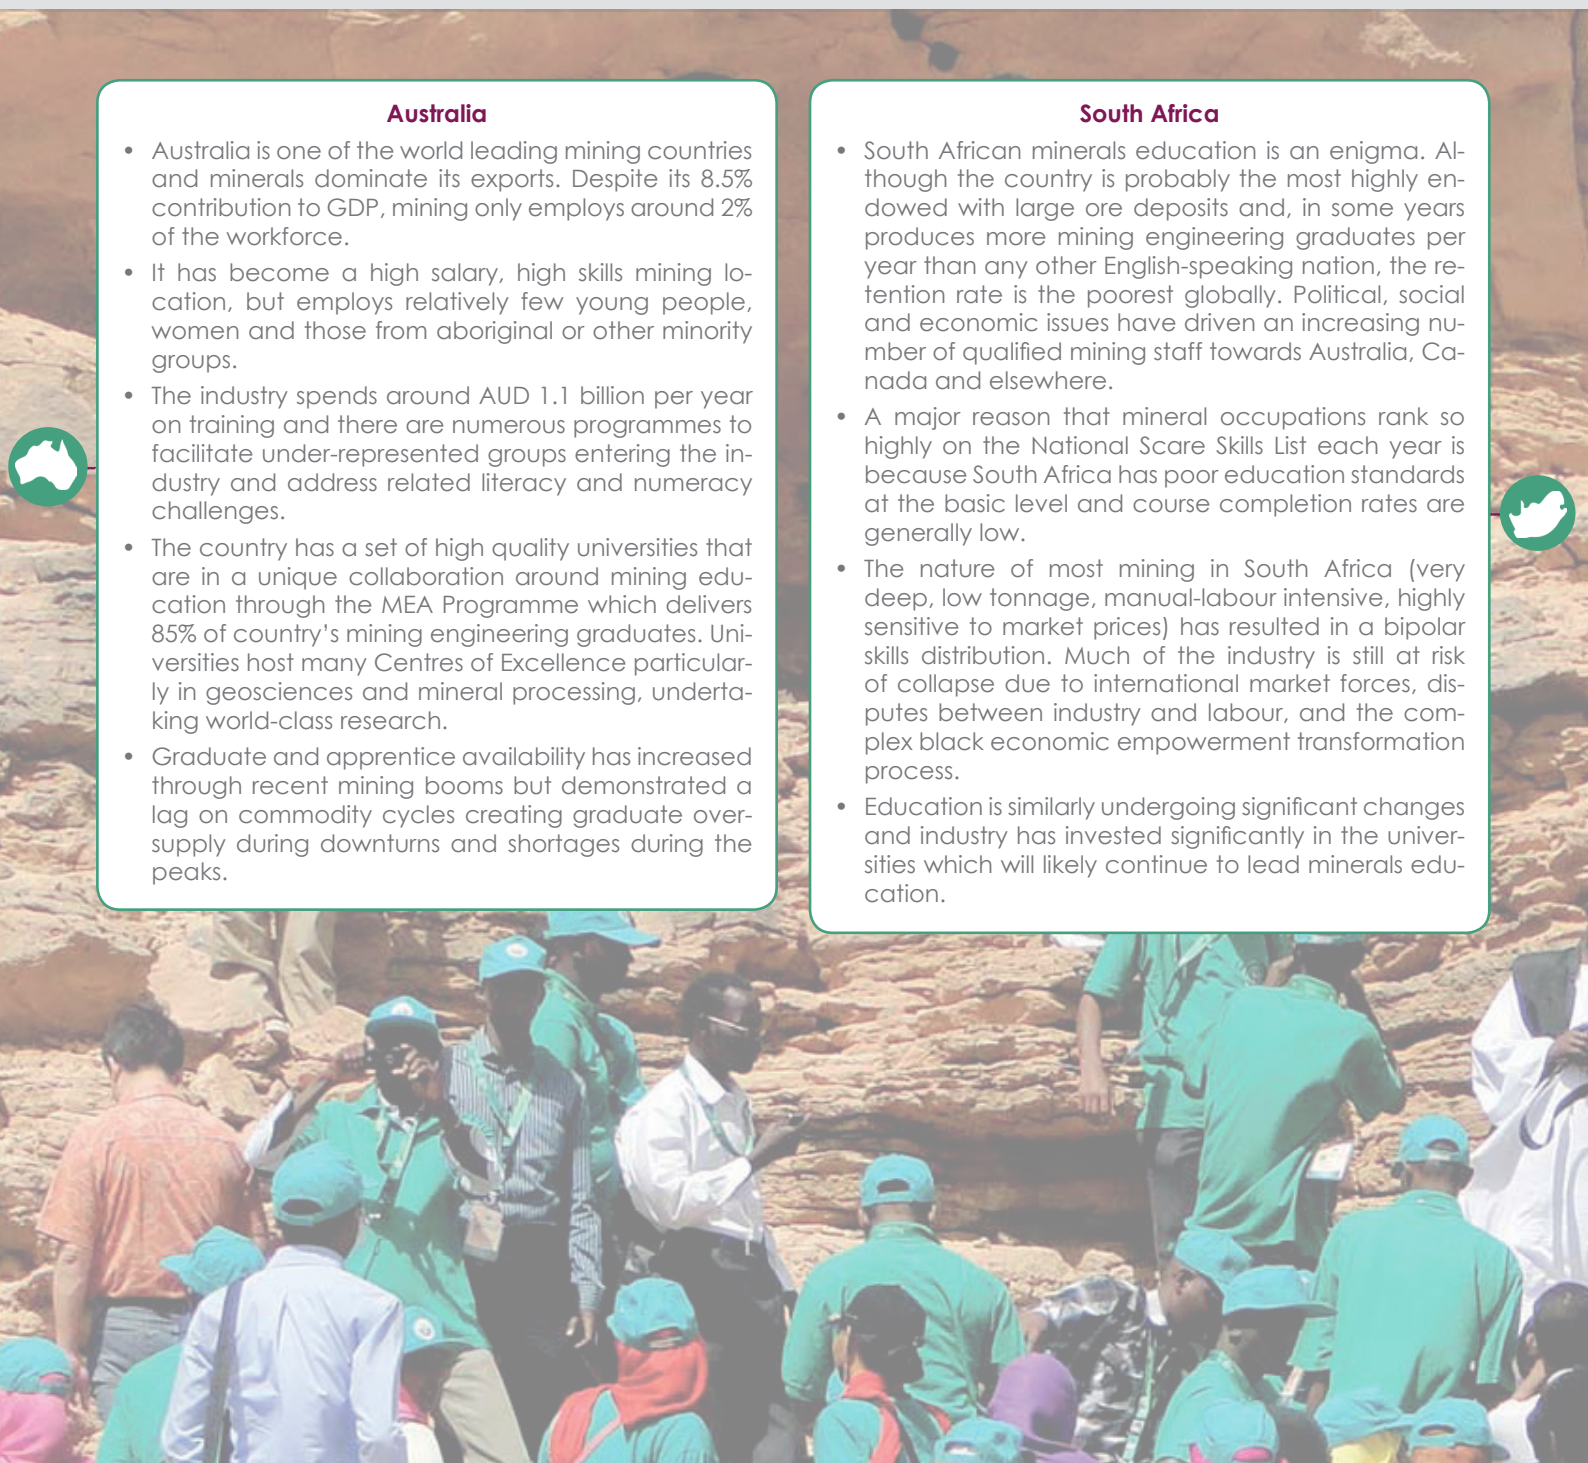 Australia
• Australia is one of the world leading mining countries
and minerals dominate its exports. Despite its 8.5%
contribution to GDP, mining only employs around 2%
of the workforce.
• It has become a high salary, high skills mining lo-
cation, but employs relatively few young people,
women and those from aboriginal or other minority
groups.
• The industry spends around AUD 1.1 billion per year
on training and there are numerous programmes to
facilitate under-represented groups entering the in-
dustry and address related literacy and numeracy
challenges.
• The country has a set of high quality universities that
are in a unique collaboration around mining edu-
cation through the MEA Programme which delivers
85% of country's mining engineering graduates. Uni-
versities host many Centres of Excellence particular-
ly in geosciences and mineral processing, underta-
king world-class research.
• Graduate and apprentice availability has increased
through recent mining booms but demonstrated a
lag on commodity cycles creating graduate over-
supply during downturns and shortages during the
peaks.
South Africa
• South African minerals education is an enigma. Al-
though the country is probably the most highly en-
dowed with large ore deposits and, in some years
produces more mining engineering graduates per
year than any other English-speaking nation, the re-
tention rate is the poorest globally. Political, social
and economic issues have driven an increasing nu-
mber of qualified mining staff towards Australia, Ca-
nada and elsewhere.
• A major reason that mineral occupations rank so
highly on the National Scare Skills List each year is
because South Africa has poor education standards
at the basic level and course completion rates are
generally low.
• The nature of most mining in South Africa (very
deep, low tonnage, manual-labour intensive, highly
sensitive to market prices) has resulted in a bipolar
skills distribution. Much of the industry is still at risk
of collapse due to international market forces, dis-
putes between industry and labour, and the com-
plex black economic empowerment transformation
process.
• Education is similarly undergoing significant changes
and industry has invested significantly in the univer-
sities which will likely continue to lead minerals edu-
cation.